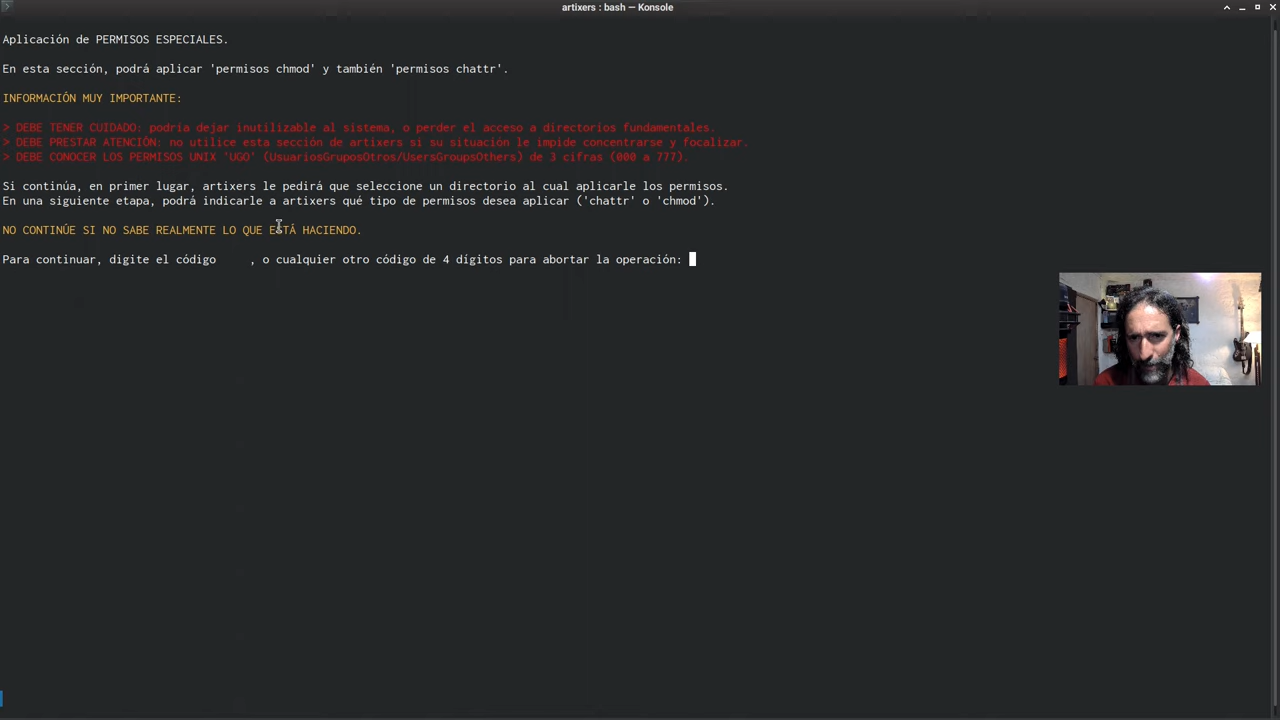 artixers : bash — Konsole
Aplicación de PERMISOS ESPECIALES.
En esta sección, podrá aplicar 'permisos chmod' y también 'permisos chattr'.
INFORMACIÓN MUY IMPORTANTE:
> DEBE TENER CUIDADO: podría dejar inutilizable al sistema, o perder el acceso a directorios fundamentales.
> DEBE PRESTAR ATENCIÓN: no utilice esta sección de artixers si su situación le impide concentrarse y focalizar.
> DEBE CONOCER LOS PERMISOS UNIX 'UGO' (UsuariosGruposOtros/UsersGroupsOthers) de 3 cifras (000 a 777).
Si continúa, en primer lugar, artixers le pedirá que seleccione un directorio al cual aplicarle los permisos.
En una siguiente etapa, podrá indicarle a artixers qué tipo de permisos desea aplicar ('chattr' o 'chmod').
NO CONTINÚE SI NO SABE REALMENTE LO QUE ESTÁ HACIENDO.
Para continuar, digite el código     , o cualquier otro código de 4 dígitos para abortar la operación: